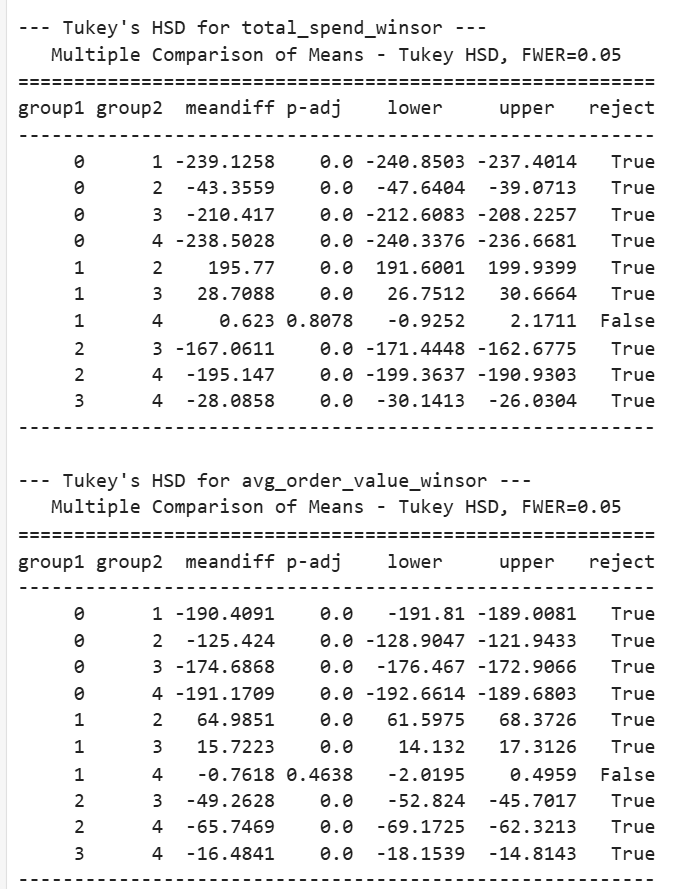 --- Tukey's HSD for total_spend_winsor ---
Multiple Comparison of Means - Tukey HSD, FWER=0.05
===========================================================
group1 group2 meandiff p-adj lower upper reject
-----------------------------------------------------------
0 1 -239.1258 0.0 -240.8503 -237.4014 True
0 2 -43.3559 0.0 -47.6404 -39.0713 True
0 3 -210.417 0.0 -212.6083 -208.2257 True
0 4 -238.5028 0.0 -240.3376 -236.6681 True
1 2 195.77 0.0 191.6001 199.9399 True
1 3 28.7088 0.0 26.7512 30.6664 True
1 4 0.623 0.8078 -0.9252 2.1711 False
2 3 -167.0611 0.0 -171.4448 -162.6775 True
2 4 -195.147 0.0 -199.3637 -190.9303 True
3 4 -28.0858 0.0 -30.1413 -26.0304 True
-----------------------------------------------------------
--- Tukey's HSD for avg_order_value_winsor ---
Multiple Comparison of Means - Tukey HSD, FWER=0.05
===========================================================
group1 group2 meandiff p-adj lower upper reject
-----------------------------------------------------------
0 1 -190.4091 0.0 -191.81 -189.0081 True
0 2 -125.424 0.0 -128.9047 -121.9433 True
0 3 -174.6868 0.0 -176.467 -172.9066 True
0 4 -191.1709 0.0 -192.6614 -189.6803 True
1 2 64.9851 0.0 61.5975 68.3726 True
1 3 15.7223 0.0 14.132 17.3126 True
1 4 -0.7618 0.4638 -2.0195 0.4959 False
2 3 -49.2628 0.0 -52.824 -45.7017 True
2 4 -65.7469 0.0 -69.1725 -62.3213 True
3 4 -16.4841 0.0 -18.1539 -14.8143 True
-----------------------------------------------------------